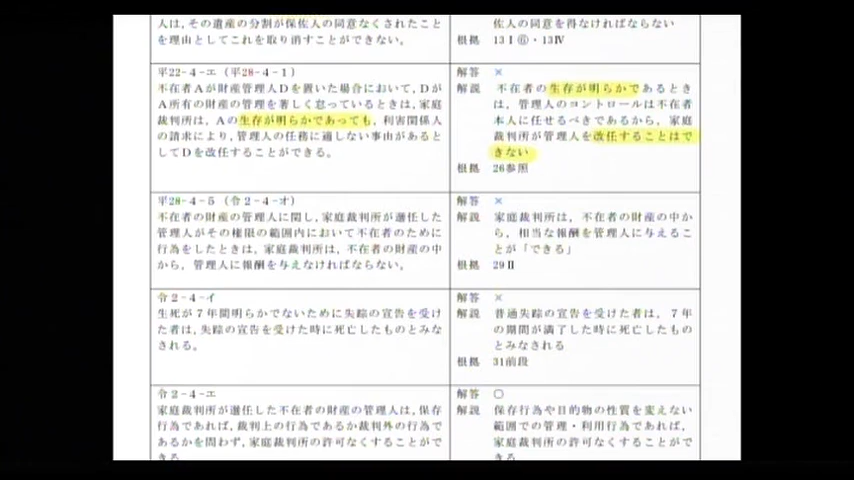 人は，その遺産の分割が保佐人の同意なくされたこと
を理由としてこれを取り消すことができない。
佐人の同意を得なければならない
根拠 13Ⅰ⑥・13Ⅳ
平22-4-エ（平28-4-1）
不在者Ａが財産管理人Ｄを置いた場合において，Ｄが
Ａ所有の財産の管理を著しく怠っているときは，家庭
裁判所は，Ａの生存が明らかであっても，利害関係人
の請求により，管理人の任務に適しない事由があると
してＤを改任することができる。
解答 ×
解説 不在者の生存が明らかであるとき
は，管理人のコントロールは不在者
本人に任せるべきであるから，家庭
裁判所が管理人を改任することはで
きない
根拠 26参照
平28-4-5（令2-4-オ）
不在者の財産の管理人に関し，家庭裁判所が選任した
管理人がその権限の範囲内において不在者のために
行為をしたときは，家庭裁判所は，不在者の財産の中
から，管理人に報酬を与えなければならない。
解答 ×
解説 家庭裁判所は，不在者の財産の中か
ら，相当な報酬を管理人に与えるこ
とが「できる」
根拠 29Ⅱ
令2-4-イ
生死が７年間明らかでないために失踪の宣告を受け
た者は，失踪の宣告を受けた時に死亡したものとみな
される。
解答 ×
解説 普通失踪の宣告を受けた者は，７年
の期間が満了した時に死亡したもの
とみなされる
根拠 31前段
令2-4-エ
家庭裁判所が選任した不在者の財産の管理人は，保存
行為であれば，裁判上の行為であるか裁判外の行為で
あるかを問わず，家庭裁判所の許可なくすることがで
きる
解答 〇
解説 保存行為や目的物の性質を変えない
範囲での管理・利用行為であれば，
家庭裁判所の許可なくすることがで
きる